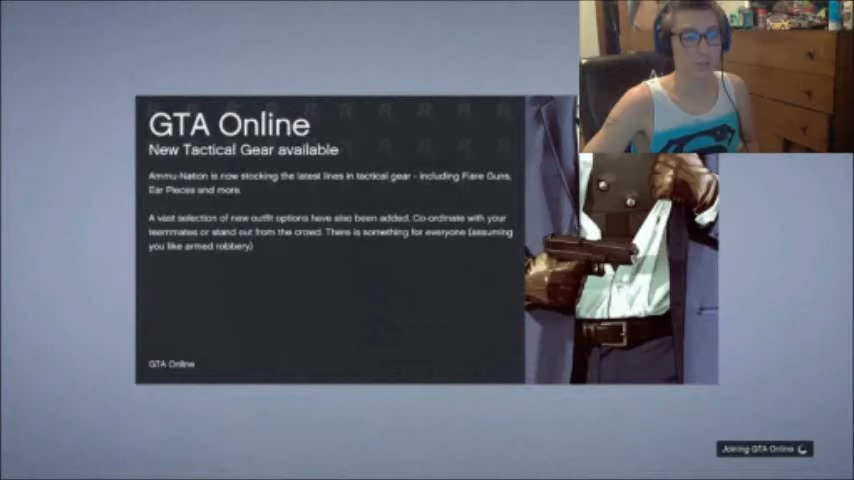 GTA Online
New Tactical Gear available
Ammu-Nation is now stocking the latest lines in tactical gear - including Flare Guns,
Ear Pieces and more.
A vast selection of new outfit options have also been added. Co-ordinate with your
teammates or stand out from the crowd. There is something for everyone (assuming
you like armed robbery)
GTA Online
Joining GTA Online